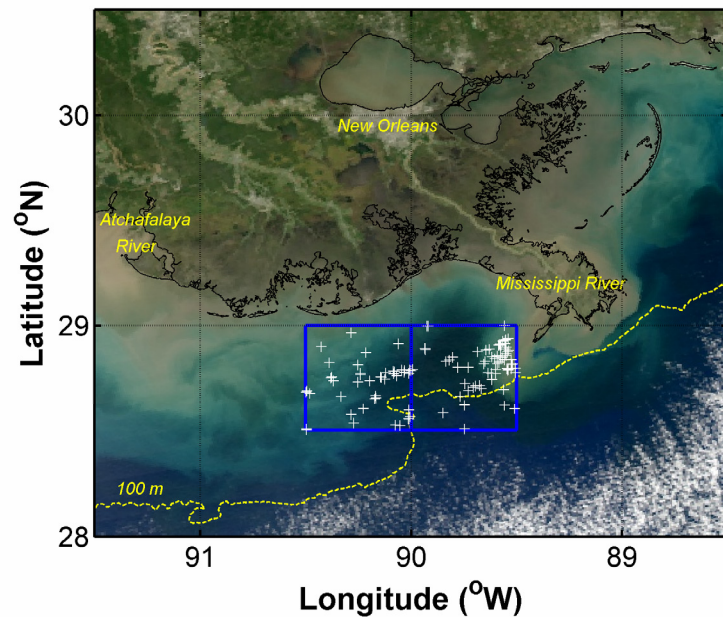 30
29
28
Latitude (°N)
New Orleans
Atchafalaya
River
Mississippi River
100 m
91
90
89
Longitude (°W)